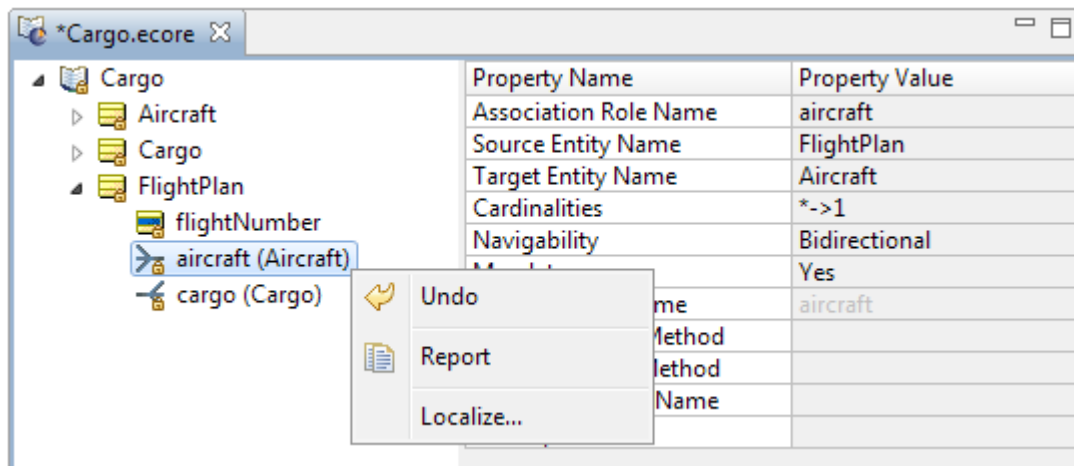 *Cargo.ecore
Cargo
Aircraft
Cargo
FlightPlan
flightNumber
aircraft (Aircraft)
cargo (Cargo)
Property Name Property Value
Association Role Name aircraft
Source Entity Name FlightPlan
Target Entity Name Aircraft
Cardinalities *->1
Navigability Bidirectional
Yes
me aircraft
Method
lethod
Name
Undo
Report
Localize...